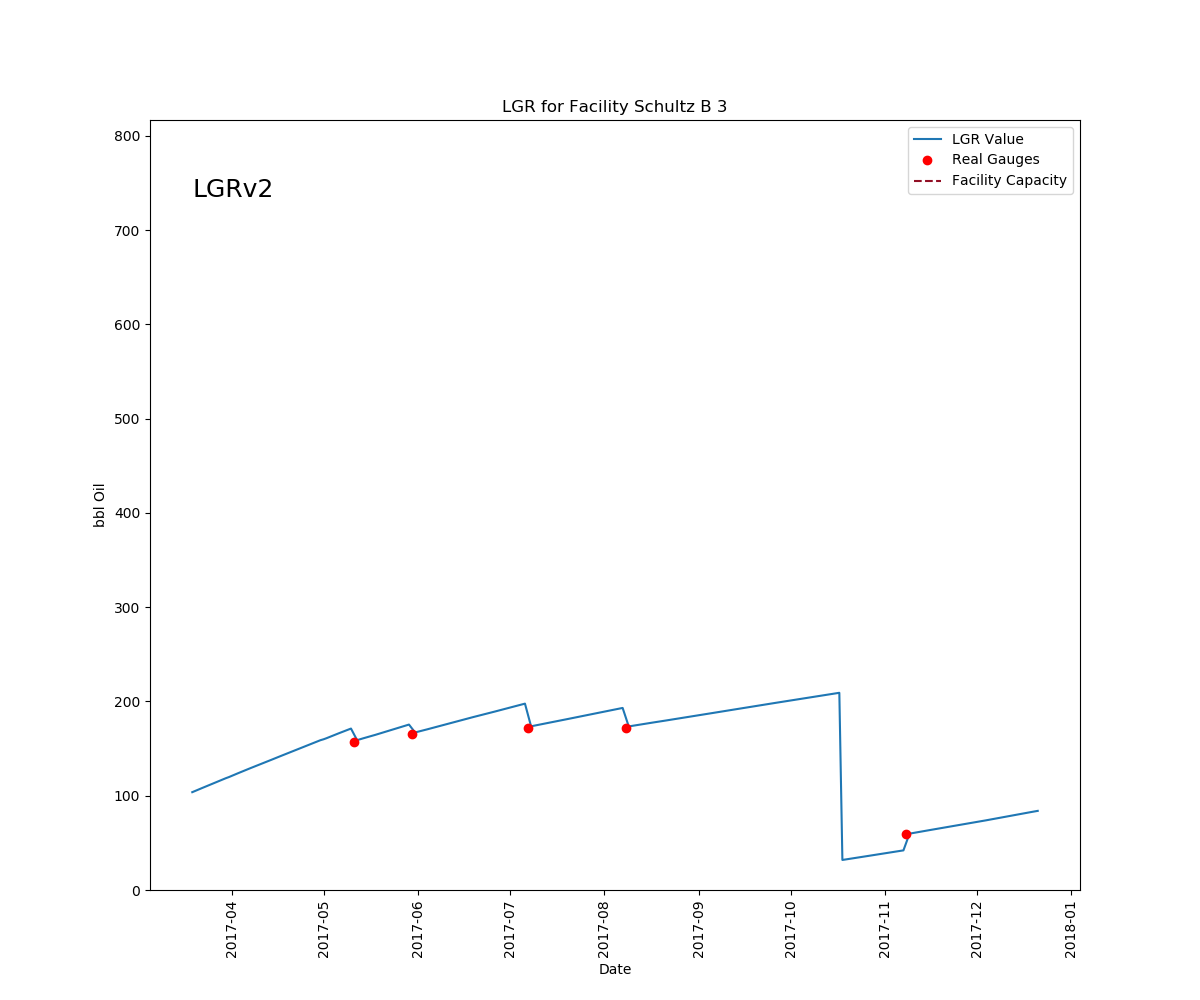 LGR for Facility Schultz B 3
LGRv2
LGR Value
Real Gauges
Facility Capacity
bbl Oil
800
700
600
500
400
300
200
100
0
2017-04
2017-05
2017-06
2017-07
2017-08
2017-09
2017-10
2017-11
2017-12
2018-01
Date